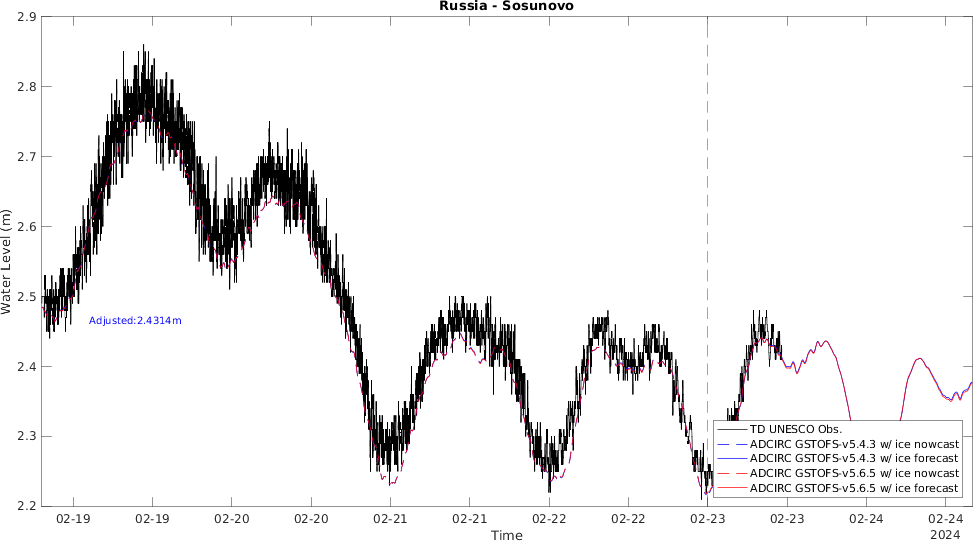 Russia - Sosunovo
2.9
2.8
2.7
2.6
2.5
2.4
2.3
2.2
Water Level (m)
Adjusted:2.4314m
TD UNESCO Obs.
ADCIRC GSTOFS-v5.4.3 w/ ice nowcast
ADCIRC GSTOFS-v5.4.3 w/ ice forecast
ADCIRC GSTOFS-v5.6.5 w/ ice nowcast
ADCIRC GSTOFS-v5.6.5 w/ ice forecast
02-19 02-19 02-20 02-20 02-21 02-21 02-22 02-22 02-23 02-23 02-24 02-24
2024
Time